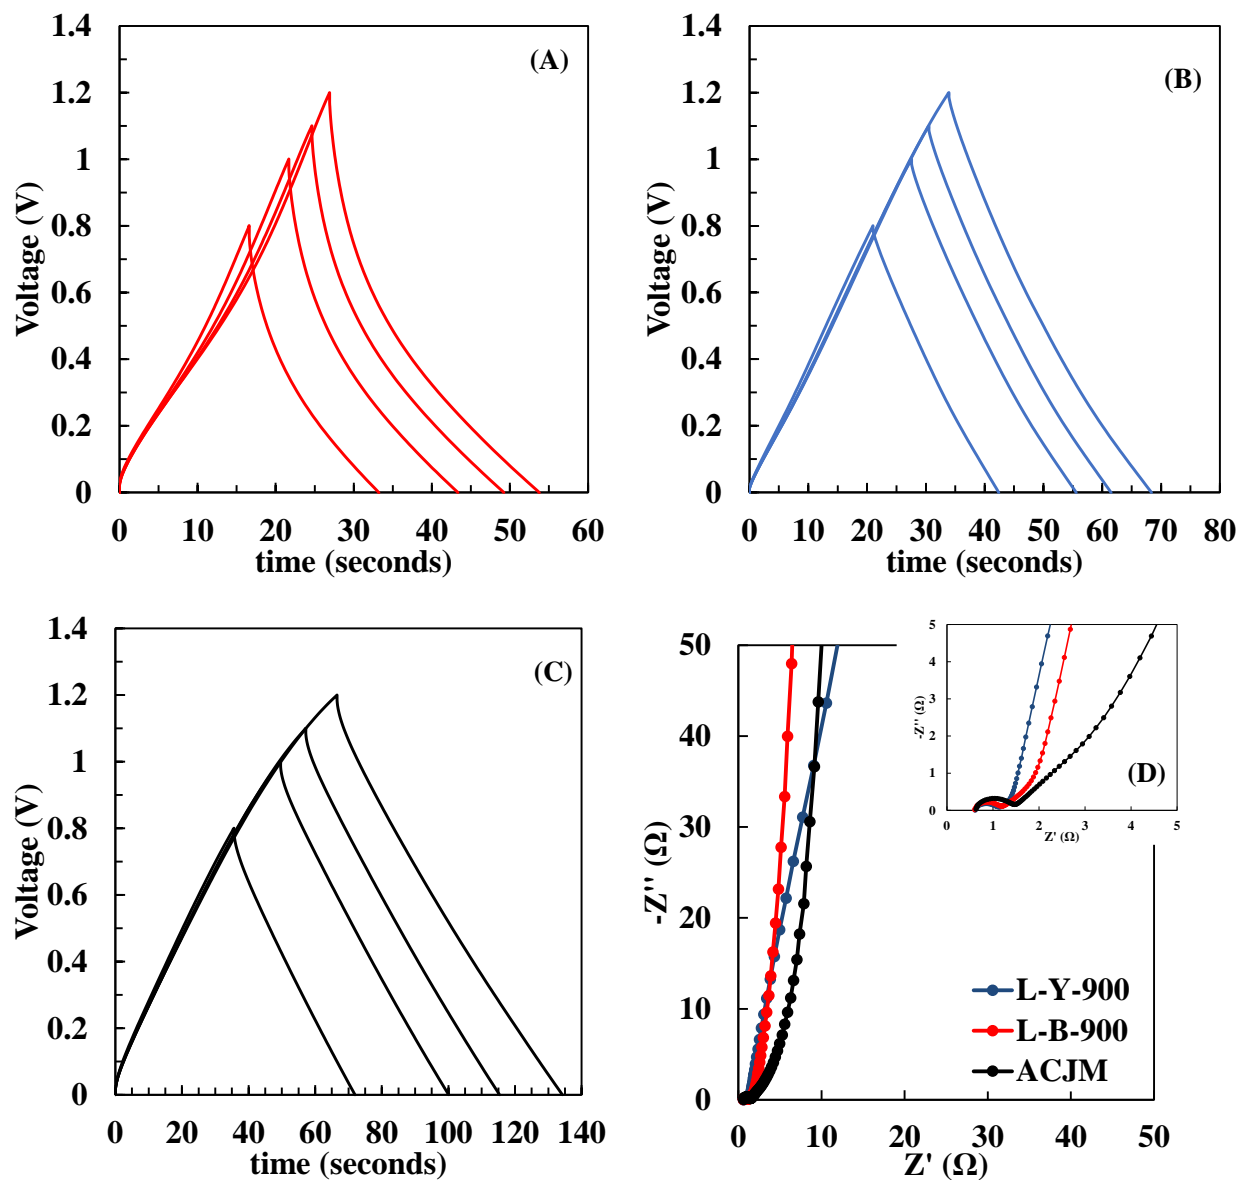 1.4
1.2
1
0.8
0.6
0.4
0.2
0
Voltage (V)
(A)
0 10 20 30 40 50 60
time (seconds)
1.4
1.2
1
0.8
0.6
0.4
0.2
0
Voltage (V)
(B)
0 10 20 30 40 50 60 70 80
time (seconds)
1.4
1.2
1
0.8
0.6
0.4
0.2
0
Voltage (V)
(C)
0 20 40 60 80 100 120 140
time (seconds)
50
40
30
20
10
0
-Z'' (Ω)
5
4
3
2
1
0
-Z'' (Ω)
(D)
0 1 2 3 4 5
Z' (Ω)
L-Y-900
L-B-900
ACJM
0 10 20 30 40 50
Z' (Ω)